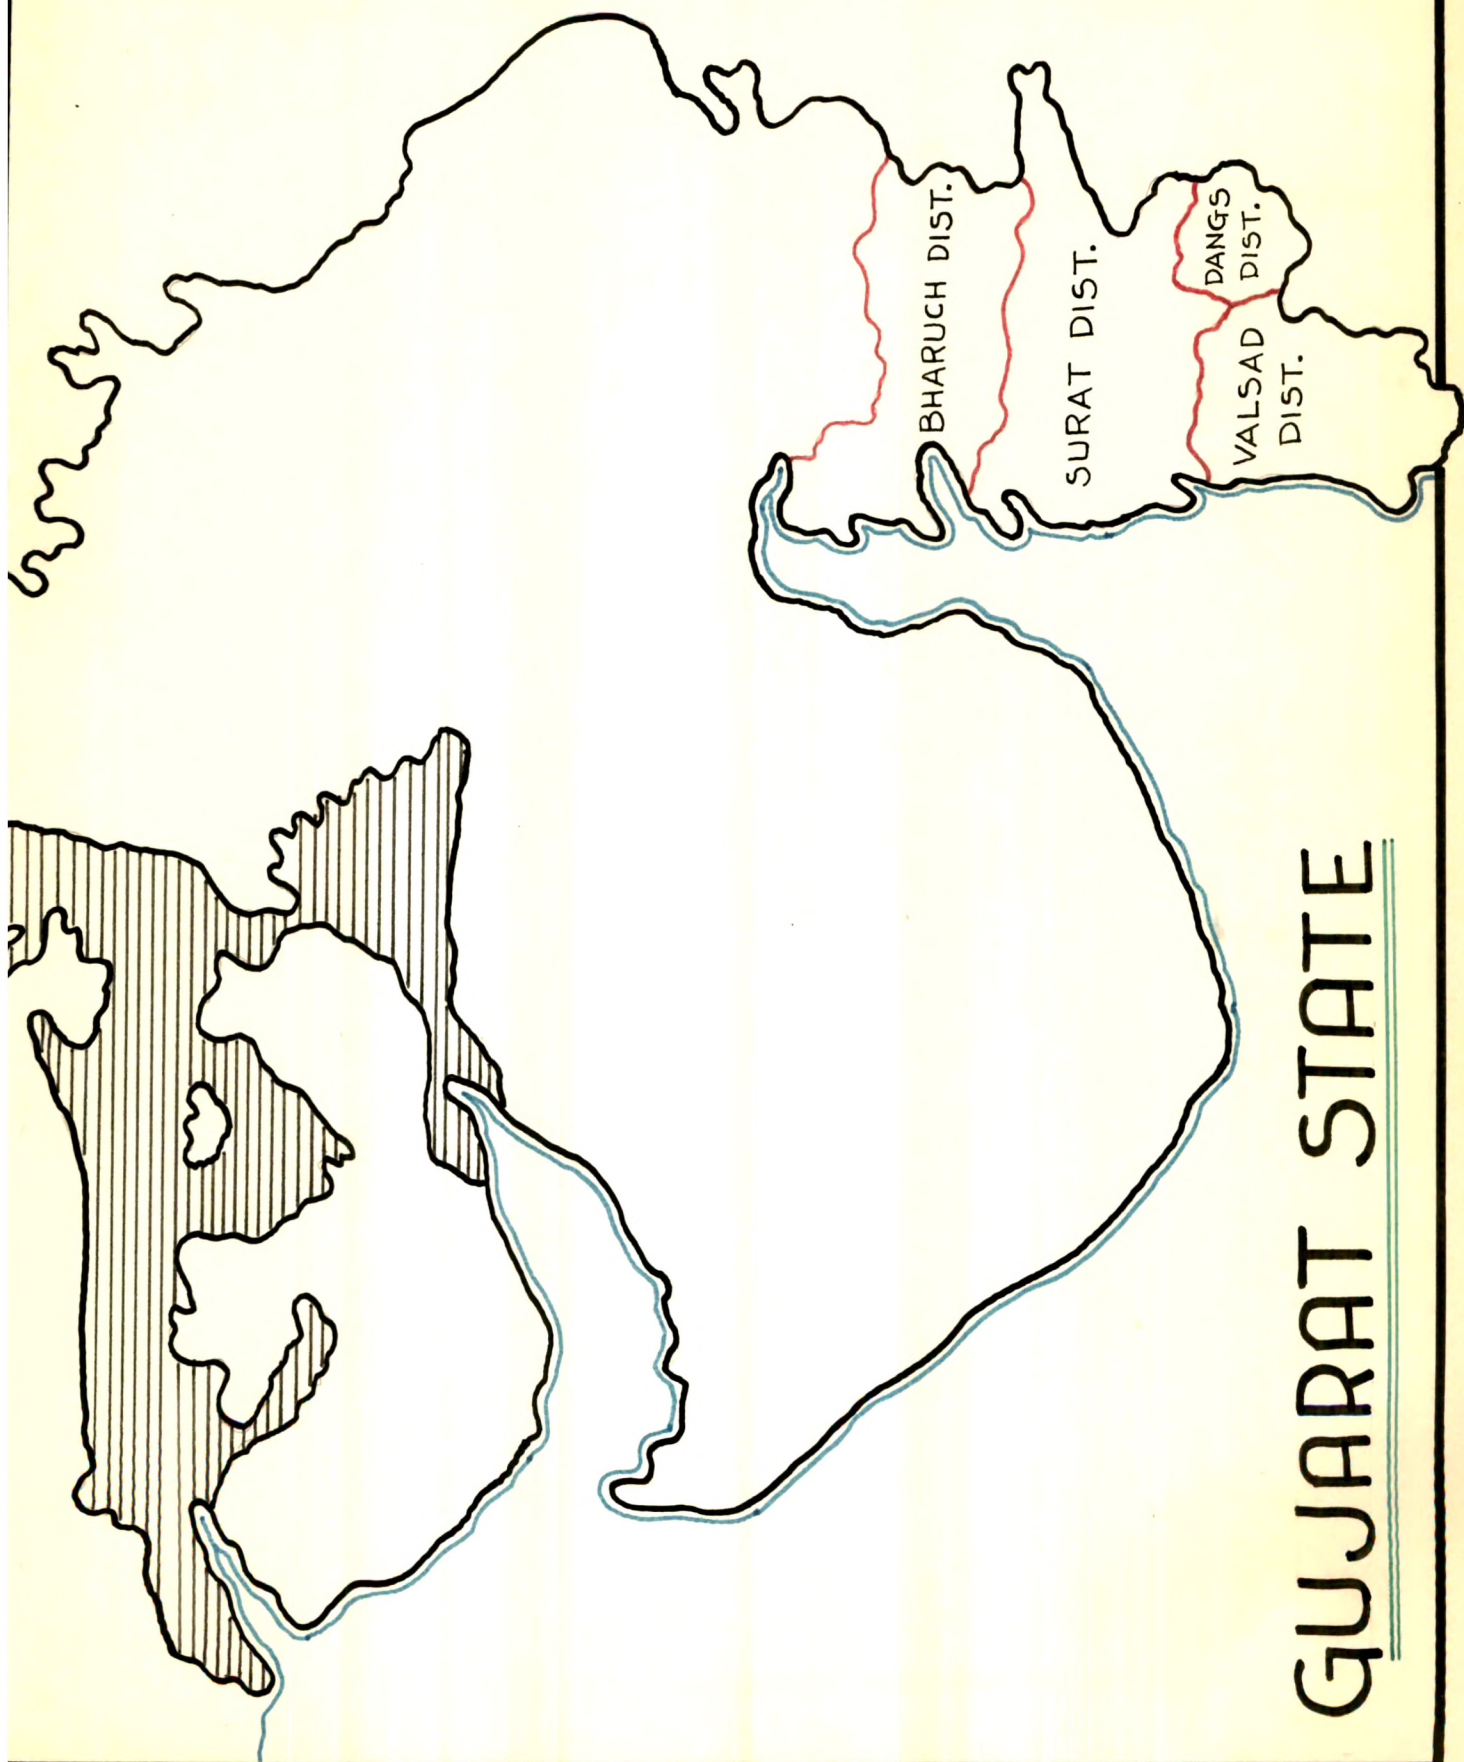 BHARUCH DIST.
SURAT DIST.
DANGS
DIST.
VALSAD
DIST.
GUJARAT STATE